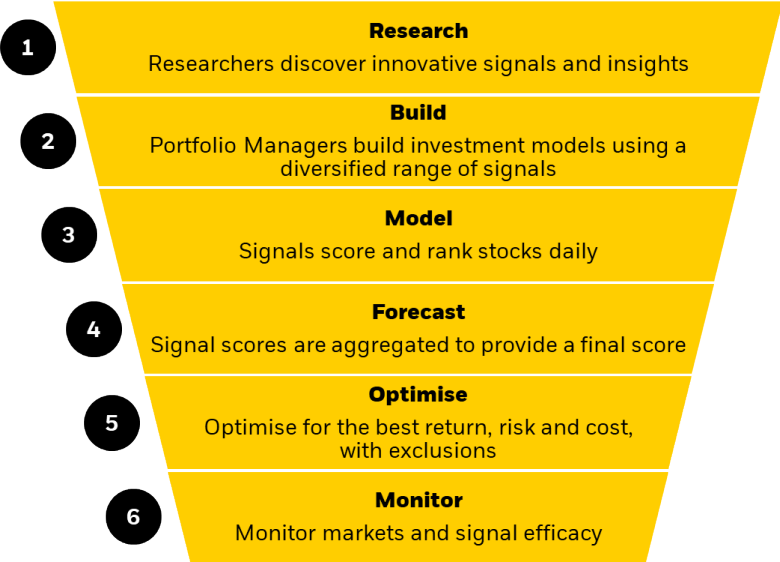 1
Research
Researchers discover innovative signals and insights
2
Build
Portfolio Managers build investment models using a
diversified range of signals
3
Model
Signals score and rank stocks daily
4
Forecast
Signal scores are aggregated to provide a final score
5
Optimise
Optimise for the best return, risk and cost,
with exclusions
6
Monitor
Monitor markets and signal efficacy